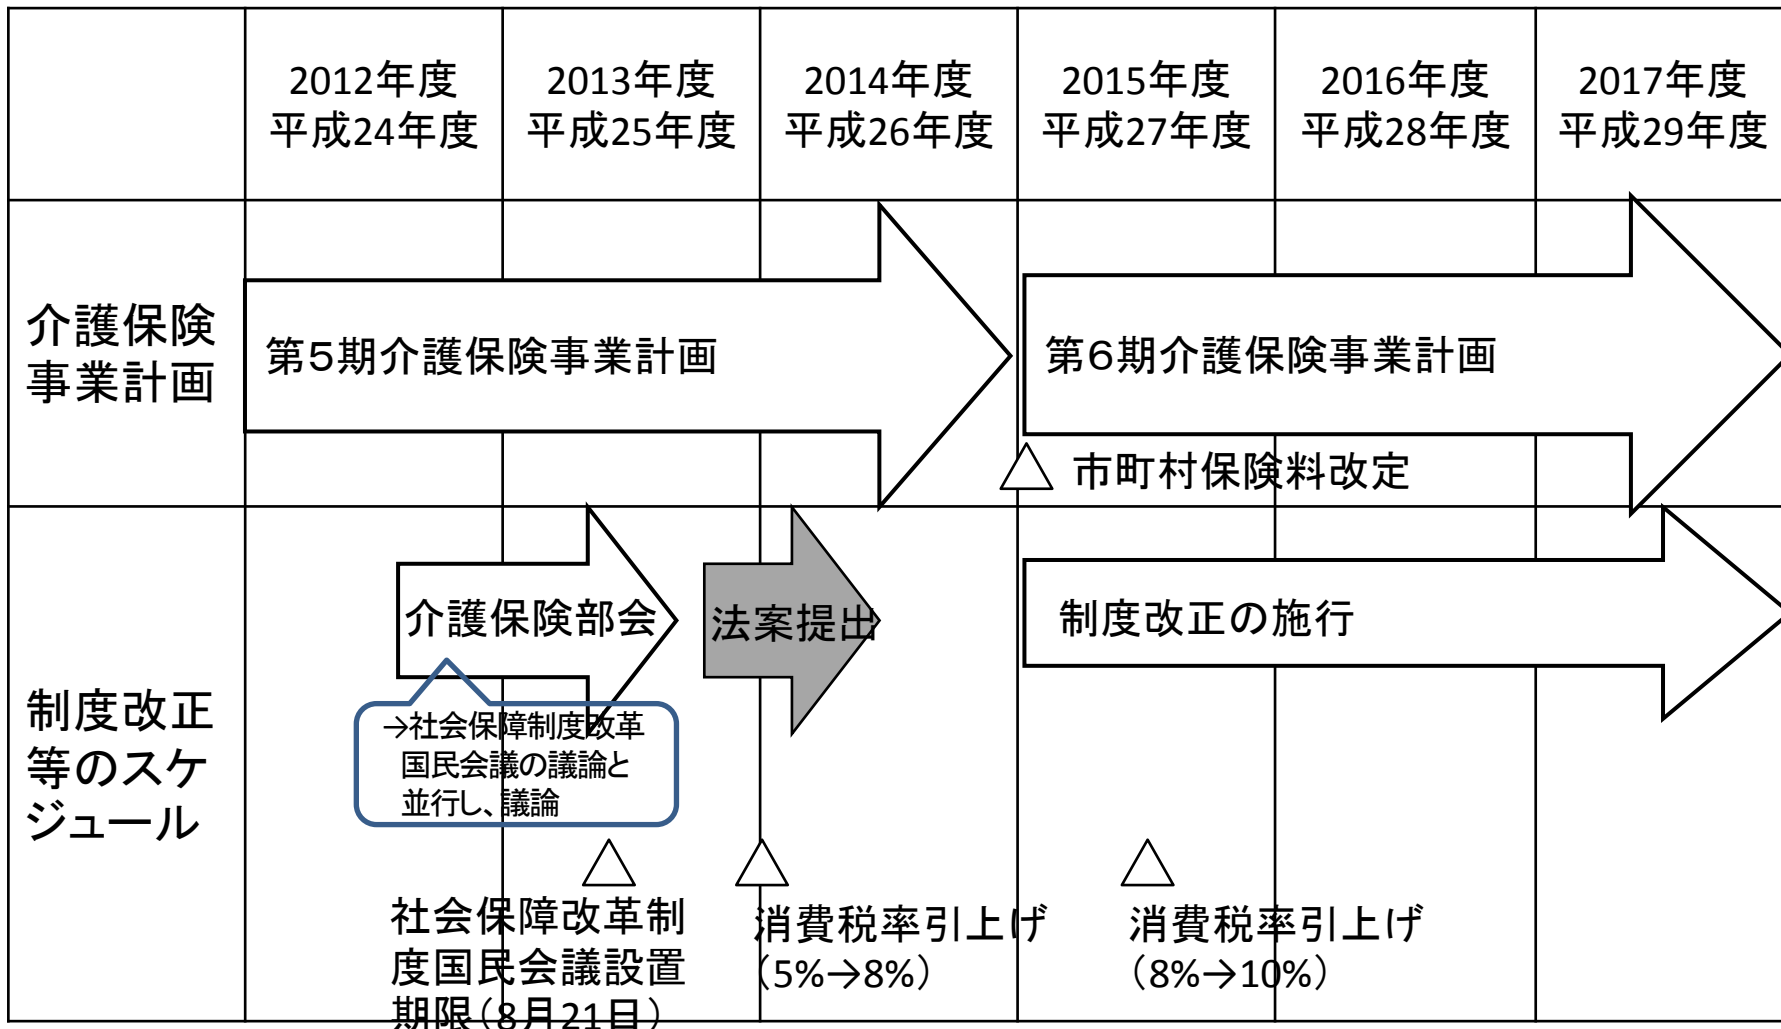 2012年度
平成24年度
2013年度
平成25年度
2014年度
平成26年度
2015年度
平成27年度
2016年度
平成28年度
2017年度
平成29年度
介護保険
事業計画
第5期介護保険事業計画
第6期介護保険事業計画
市町村保険料改定
制度改正
等のスケ
ジュール
介護保険部会
法案提出
制度改正の施行
→社会保障制度改革
国民会議の議論と
並行し、議論
社会保障改革制
度国民会議設置
期限(8月21日)
消費税率引上げ
(5%→8%)
消費税率引上げ
(8%→10%)